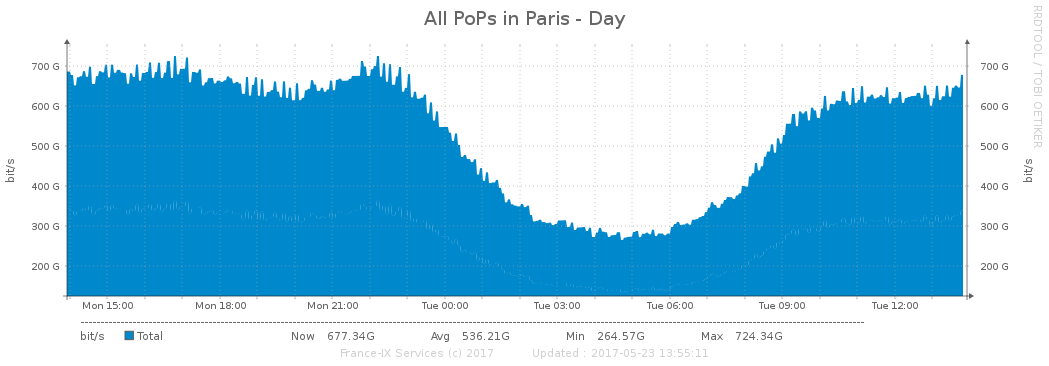 All PoPs in Paris - Day
RRDTOOL / TOBI OETIKER
bit/s
700 G
600 G
500 G
400 G
300 G
200 G
700 G
600 G
500 G
400 G
300 G
200 G
bit/s
Mon 15:00 Mon 18:00 Mon 21:00 Tue 00:00 Tue 03:00 Tue 06:00 Tue 09:00 Tue 12:00
bit/s Total Now 677.34G Avg 536.21G Min 264.57G Max 724.34G
France-IX Services (c) 2017 Updated : 2017-05-23 13:55:11